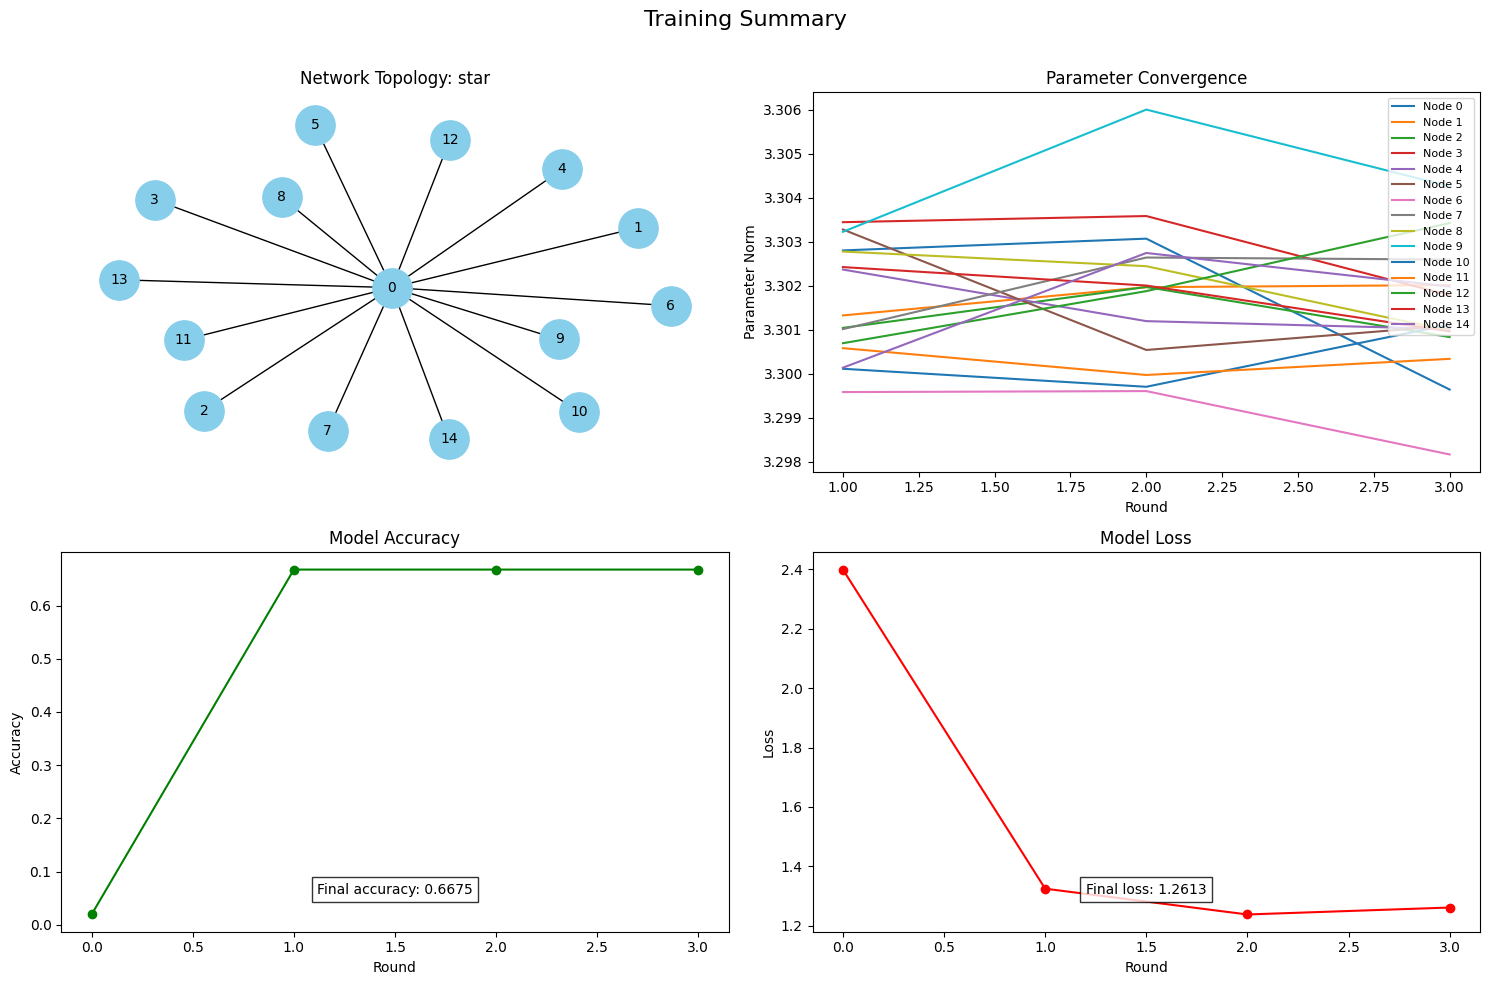 Training Summary
Network Topology: star
5
12
4
8
3
1
13
0
6
11
9
2
10
7
14
Parameter Convergence
Parameter Norm
3.306
3.305
3.304
3.303
3.302
3.301
3.300
3.299
3.298
Node 0
Node 1
Node 2
Node 3
Node 4
Node 5
Node 6
Node 7
Node 8
Node 9
Node 10
Node 11
Node 12
Node 13
Node 14
1.00 1.25 1.50 1.75 2.00 2.25 2.50 2.75 3.00
Round
Model Accuracy
Accuracy
0.6
0.5
0.4
0.3
0.2
0.1
0.0
Final accuracy: 0.6675
0.0 0.5 1.0 1.5 2.0 2.5 3.0
Round
Model Loss
Loss
2.4
2.2
2.0
1.8
1.6
1.4
1.2
Final loss: 1.2613
0.0 0.5 1.0 1.5 2.0 2.5 3.0
Round